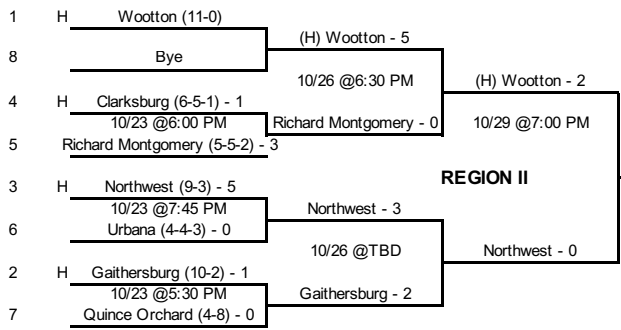 1 H Wootton (11-0)
(H) Wootton - 5
8 Bye
10/26 @6:30 PM
(H) Wootton - 2
4 H Clarksburg (6-5-1) - 1
10/23 @6:00 PM
Richard Montgomery - 0
10/29 @7:00 PM
5 Richard Montgomery (5-5-2) - 3
REGION II
3 H Northwest (9-3) - 5
10/23 @7:45 PM
Northwest - 3
6 Urbana (4-4-3) - 0
10/26 @TBD
Northwest - 0
2 H Gaithersburg (10-2) - 1
10/23 @5:30 PM
Gaithersburg - 2
7 Quince Orchard (4-8) - 0